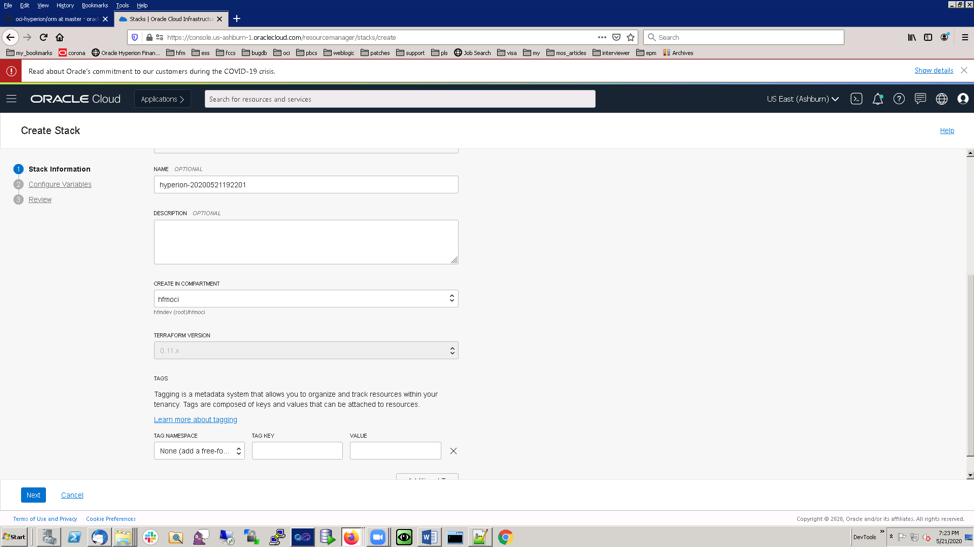 File Edit View History Bookmarks Tools Help
oci-hyperion/orm at master · orac
Stacks | Oracle Cloud Infrastructu
https://console.us-ashburn-1.oraclecloud.com/resourcemanager/stacks/create
Search
my_bookmarks corona Oracle Hyperion Finan... hfm ess fccs bugdb oci pbcs weblogic patches support pls Job Search visa my mos_articles interviewer epm Archives
Read about Oracle's commitment to our customers during the COVID-19 crisis.
Show details
ORACLE Cloud
Applications
Search for resources and services
US East (Ashburn)
Create Stack
Help
1 Stack Information
2 Configure Variables
3 Review
NAME OPTIONAL
hyperion-20200521192201
DESCRIPTION OPTIONAL
CREATE IN COMPARTMENT
hfmoci
hfmdev (root)/hfmoci
TERRAFORM VERSION
0.11.x
TAGS
Tagging is a metadata system that allows you to organize and track resources within your
tenancy. Tags are composed of keys and values that can be attached to resources.
Learn more about tagging
TAG NAMESPACE TAG KEY VALUE
None (add a free-fo...
Next
Cancel
Terms of Use and Privacy Cookie Preferences
Copyright © 2020, Oracle and/or its affiliates. All rights reserved.
Start
DevTools
7:23 PM
5/21/2020